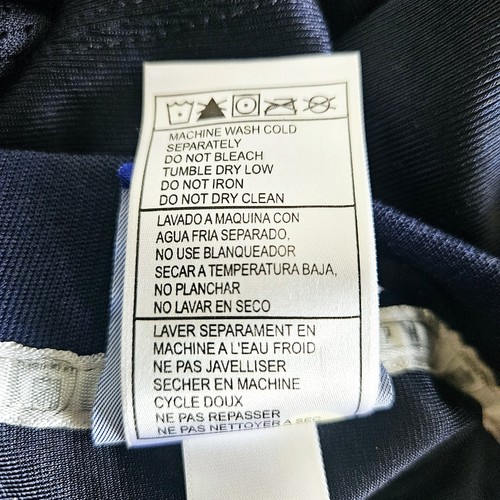 MACHINE WASH COLD
SEPARATELY
DO NOT BLEACH
TUMBLE DRY LOW
DO NOT IRON
DO NOT DRY CLEAN
LAVADO A MAQUINA CON
AGUA FRIA SEPARADO,
NO USE BLANQUEADOR
SECAR A TEMPERATURA BAJA,
NO PLANCHAR
NO LAVAR EN SECO
LAVER SEPARAMENT EN
MACHINE A L'EAU FROID
NE PAS JAVELLISER
SECHER EN MACHINE
CYCLE DOUX
NE PAS REPASSER
NE PAS NETTOYER A SEC